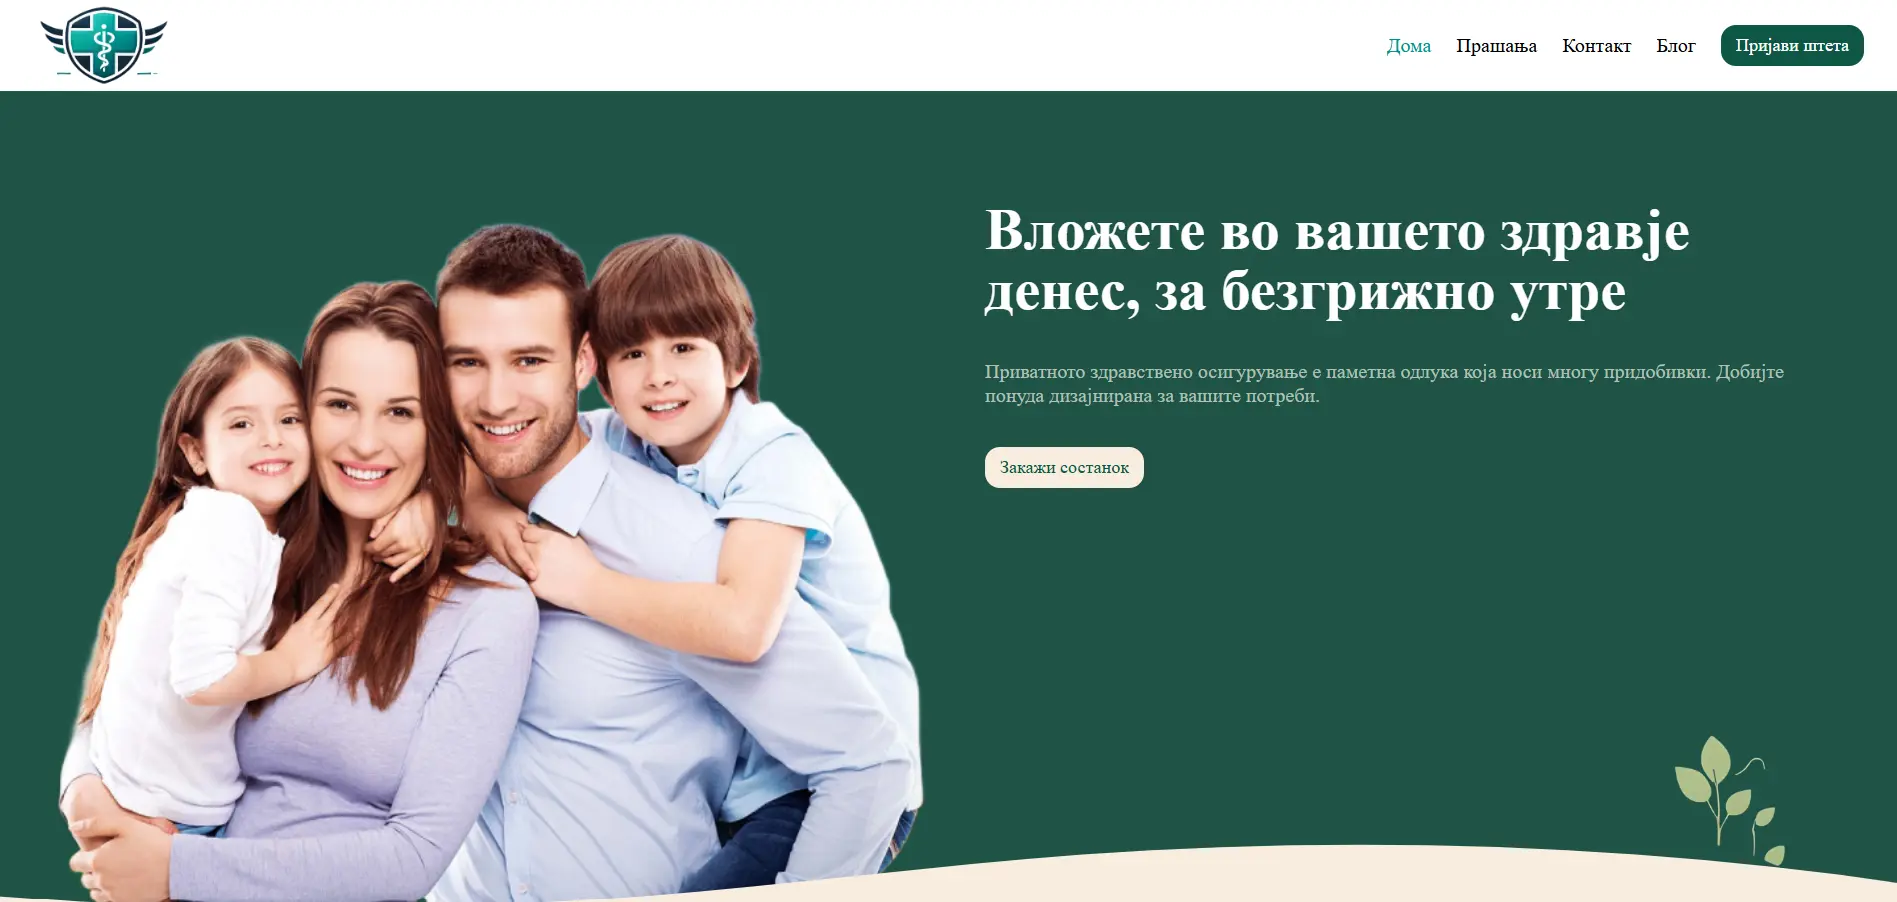 Дома Прашања Контакт Блог Пријави штета
Вложете во вашето здравје
денес, за безгрижно утре
Приватното здравствено осигурување е паметна одлука која носи многу придобивки. Добијте
понуда дизајнирана за вашите потреби.
Закажи состанок